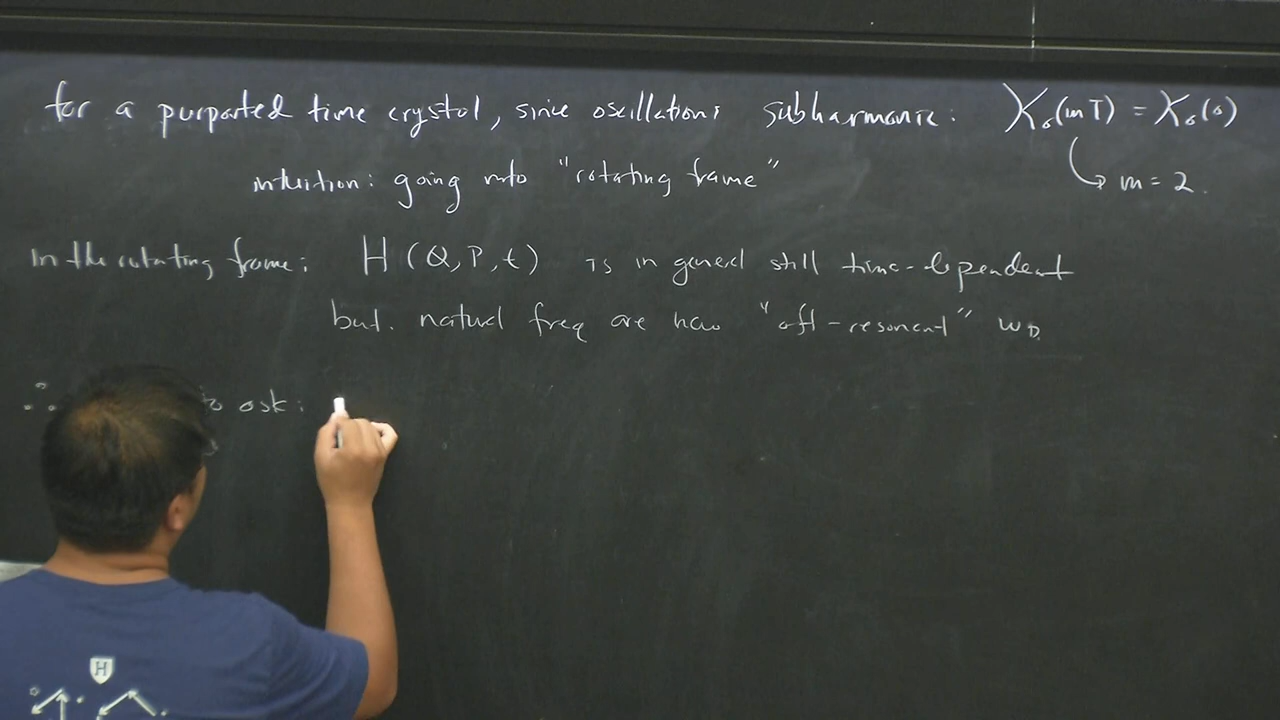 for a purported time crystal, since oscillations subharmonic: X₀(mT) = X₀(0)
intuition: going into "rotating frame" m = 2.
In the rotating frame: H(Q,P,t) is in general still time-dependent
but. natural freq are now "off-resonant" ω_D.
∴ to ask:
H